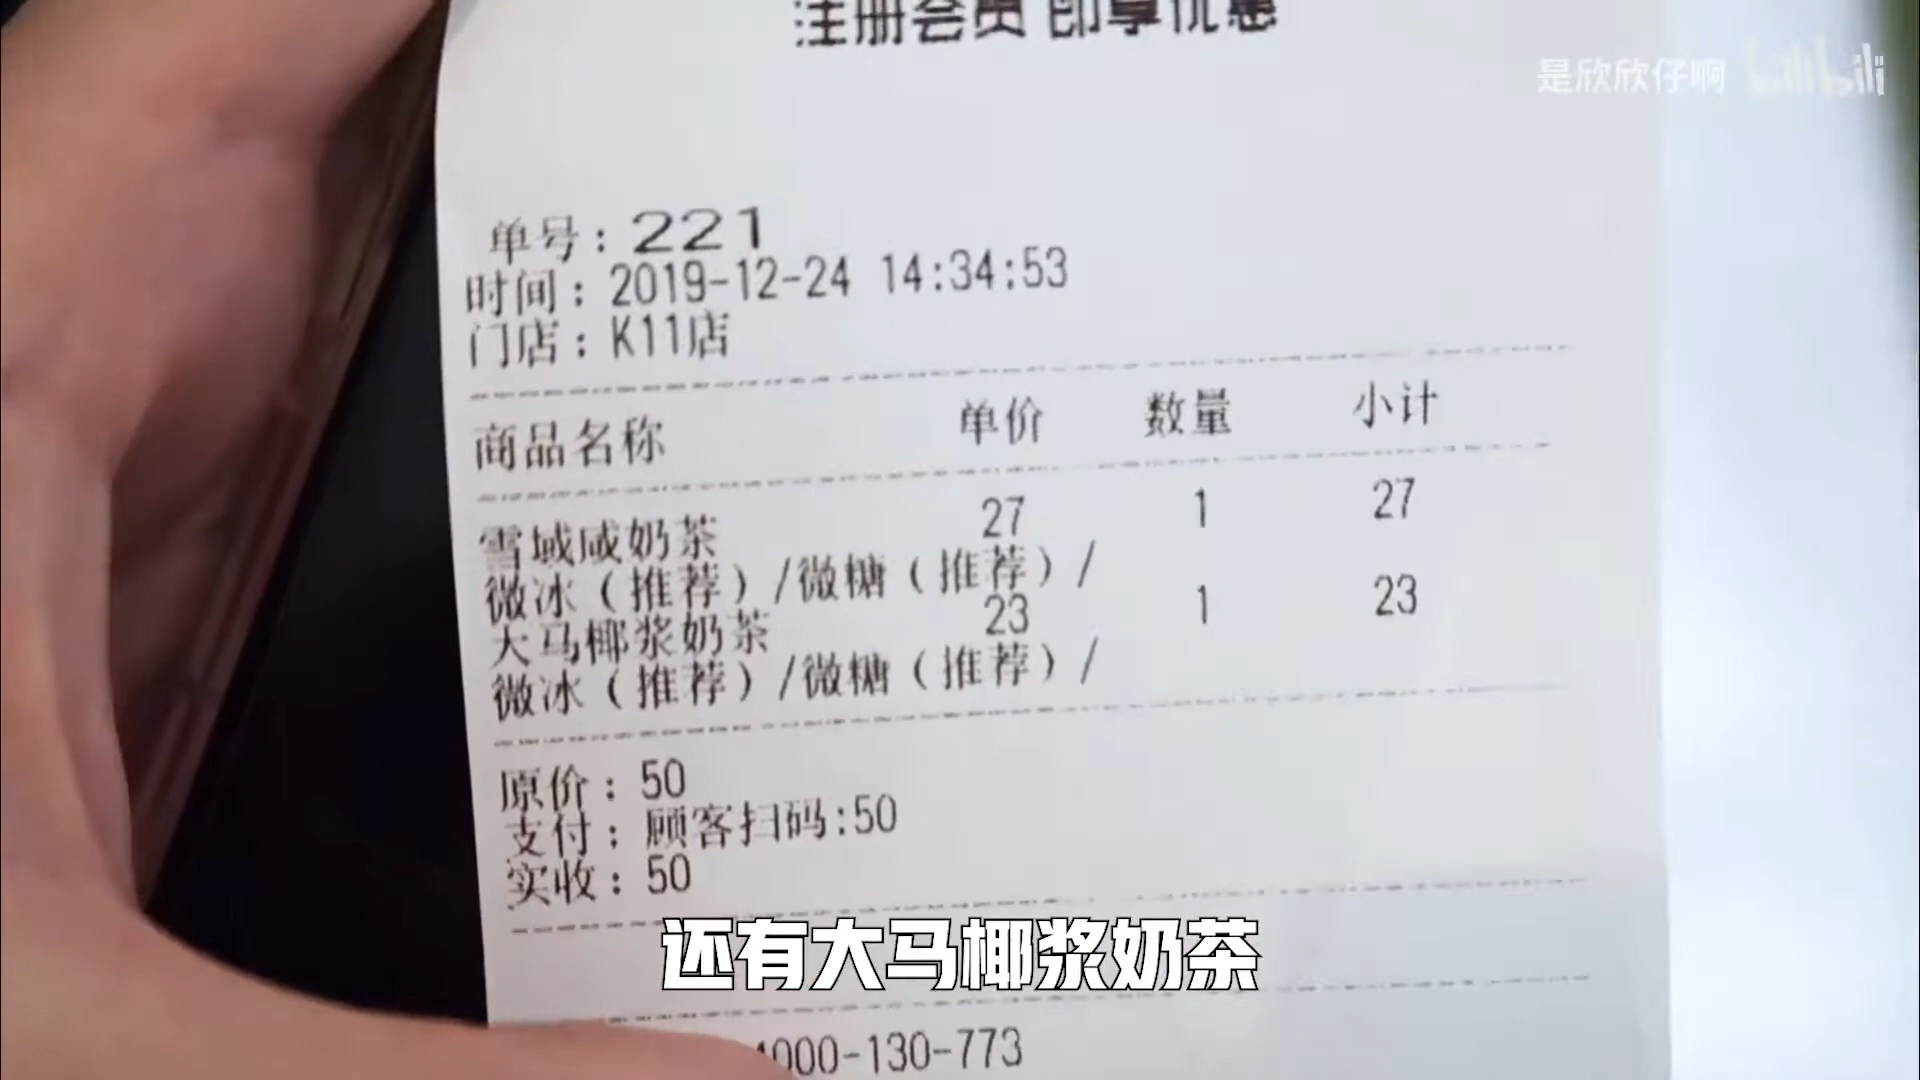 注册会员 即享优惠
是欣欣仔啊 bilibili
单号：221
时间：2019-12-24 14:34:53
门店：K11店
商品名称 单价 数量 小计
雪域咸奶茶 27 1 27
微冰（推荐）/微糖（推荐）/
大马椰浆奶茶 23 1 23
微冰（推荐）/微糖（推荐）/
原价：50
支付：顾客扫码:50
实收：50
还有大马椰浆奶茶
4000-130-773